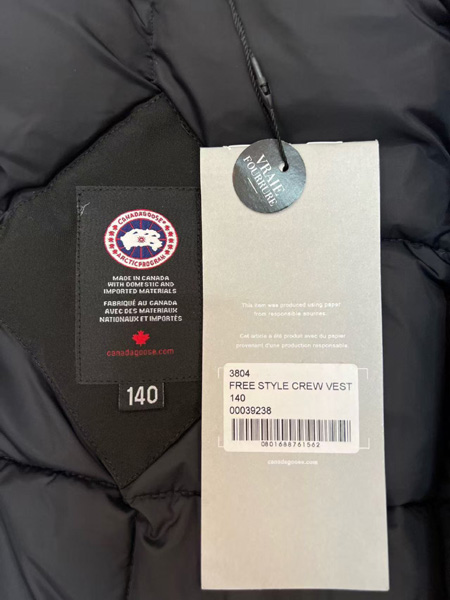 VRAIE
FOURRURE
CANADA GOOSE
ARCTIC PROGRAM
MADE IN CANADA
WITH DOMESTIC AND
IMPORTED MATERIALS
FABRIQUÉ AU CANADA
AVEC DES MATERIAUX
NATIONAUX ET IMPORTÉS
canadagoose.com
140
This item was produced using paper
from responsible sources.
Cet article a été produit avec du papier
provenant d'une production responsable.
3804
FREE STYLE CREW VEST
140
00039238
0801688761562
canadagoose.com